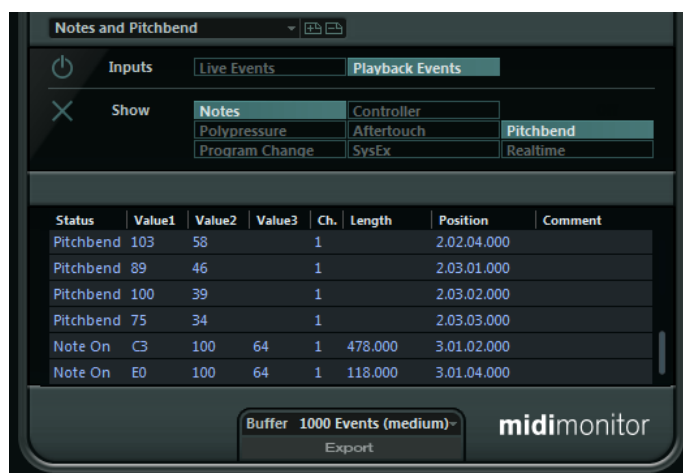 Notes and Pitchbend
Inputs Live Events Playback Events
Show Notes Controller
Polypressure Aftertouch Pitchbend
Program Change SysEx Realtime
Status Value1 Value2 Value3 Ch. Length Position Comment
Pitchbend 103 58 1 2.02.04.000
Pitchbend 89 46 1 2.03.01.000
Pitchbend 100 39 1 2.03.02.000
Pitchbend 75 34 1 2.03.03.000
Note On C3 100 64 1 478.000 3.01.02.000
Note On E0 100 64 1 118.000 3.01.04.000
Buffer 1000 Events (medium)
Export
midimonitor